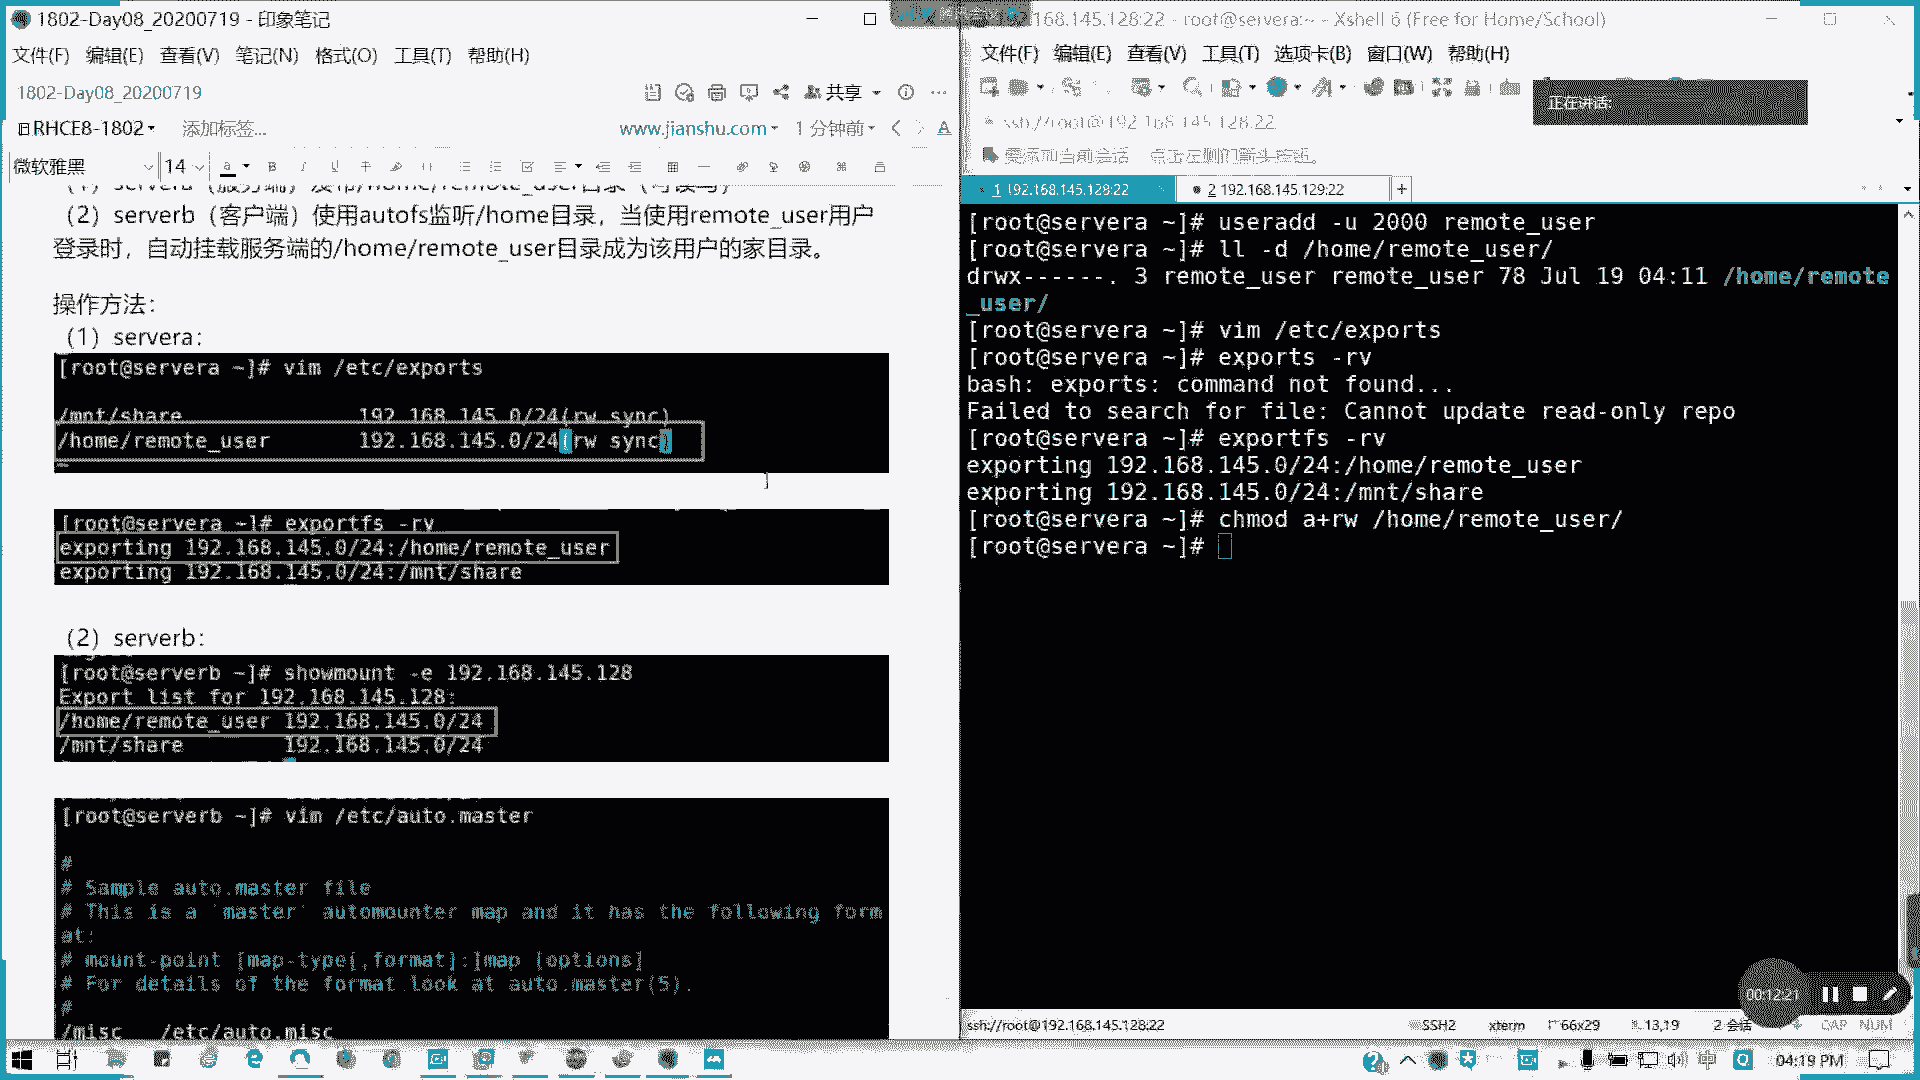 1802-Day08_20200719 - 印象笔记
文件(F) 编辑(E) 查看(V) 笔记(N) 格式(O) 工具(T) 帮助(H)
1802-Day08_20200719
共享
RHCE8-1802
添加标签...
www.jianshu.com
1 分钟前
微软雅黑
14
（2）serverb（客户端）使用autofs监听/home目录，当使用remote_user用户
登录时，自动挂载服务端的/home/remote_user目录成为该用户的家目录。
操作方法：
（1）servera：
[root@servera ~]# vim /etc/exports
/mnt/share 192.168.145.0/24(rw sync)
/home/remote_user 192.168.145.0/24(rw sync)
[root@servera ~]# exportfs -rv
exporting 192.168.145.0/24:/home/remote_user
exporting 192.168.145.0/24:/mnt/share
（2）serverb：
[root@serverb ~]# showmount -e 192.168.145.128
Export list for 192.168.145.128:
/home/remote_user 192.168.145.0/24
/mnt/share 192.168.145.0/24
[root@serverb ~]# vim /etc/auto.master
#
# Sample auto.master file
# This is a 'master' automounter map and it has the following form
at:
# mount-point [map-type[,format]:]map [options]
# For details of the format look at auto.master(5).
#
/misc /etc/auto.misc
192.168.145.128:22 - root@servera:~ - Xshell 6 (Free for Home/School)
文件(F) 编辑(E) 查看(V) 工具(T) 选项卡(B) 窗口(W) 帮助(H)
正在讲话:
ssh://root@192.168.145.128:22
要添加当前会话，点击左侧的箭头按钮。
1 192.168.145.128:22
2 192.168.145.129:22
+
[root@servera ~]# useradd -u 2000 remote_user
[root@servera ~]# ll -d /home/remote_user/
drwx------. 3 remote_user remote_user 78 Jul 19 04:11 /home/remote
_user/
[root@servera ~]# vim /etc/exports
[root@servera ~]# exports -rv
bash: exports: command not found...
Failed to search for file: Cannot update read-only repo
[root@servera ~]# exportfs -rv
exporting 192.168.145.0/24:/home/remote_user
exporting 192.168.145.0/24:/mnt/share
[root@servera ~]# chmod a+rw /home/remote_user/
[root@servera ~]#
00:12:21
ssh://root@192.168.145.128:22
SSH2
xterm
66x29
13,19
2 会话
CAP NUM
中
04:19 PM